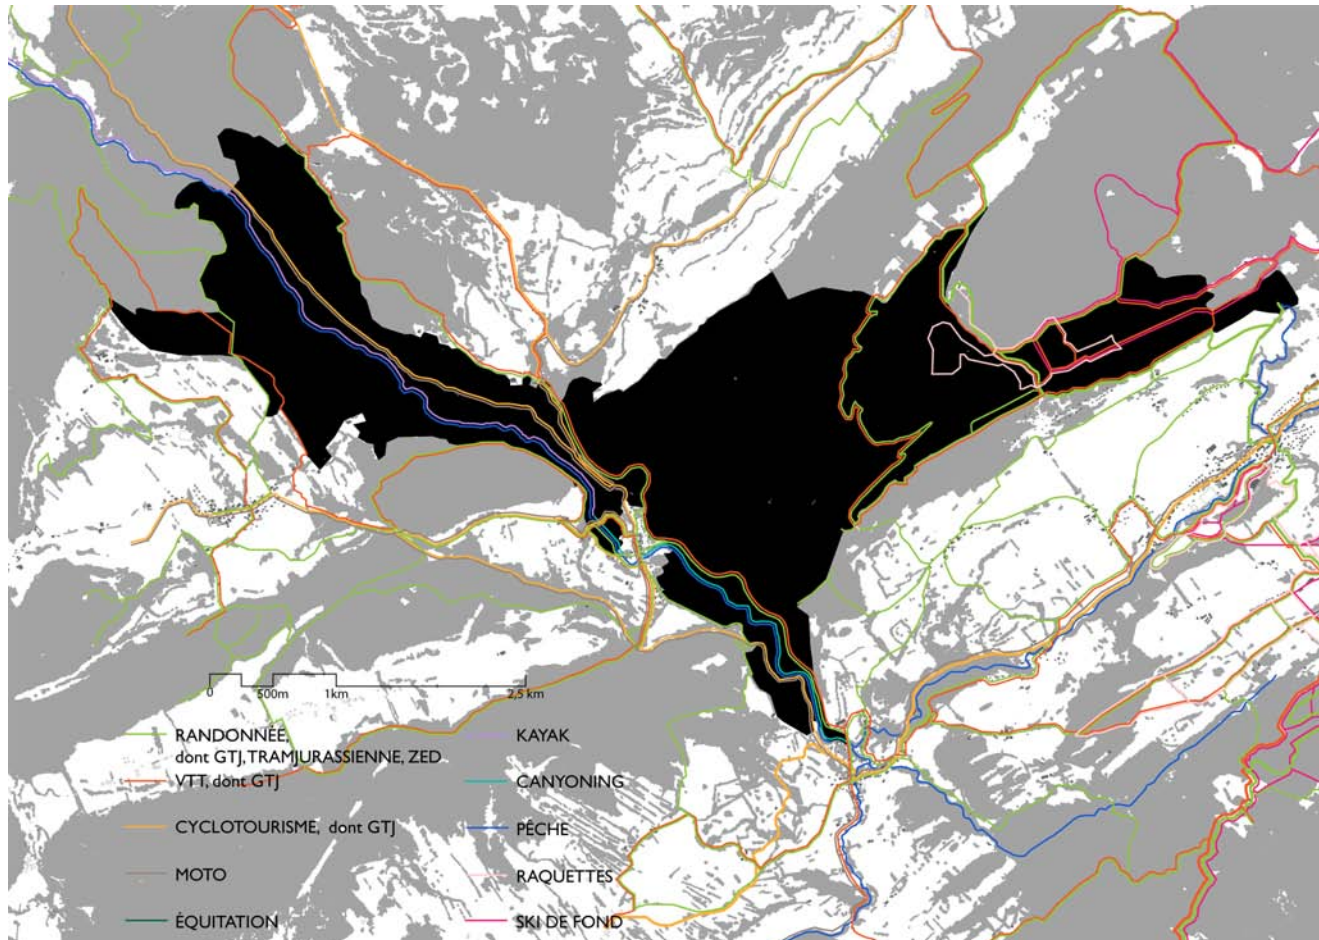 0 500m 1km 2,5 km
RANDONNÉE,
dont GTJ, TRAMJURASSIENNE, ZED
VTT, dont GTJ
CYCLOTOURISME, dont GTJ
MOTO
ÉQUITATION
KAYAK
CANYONING
PÊCHE
RAQUETTES
SKI DE FOND